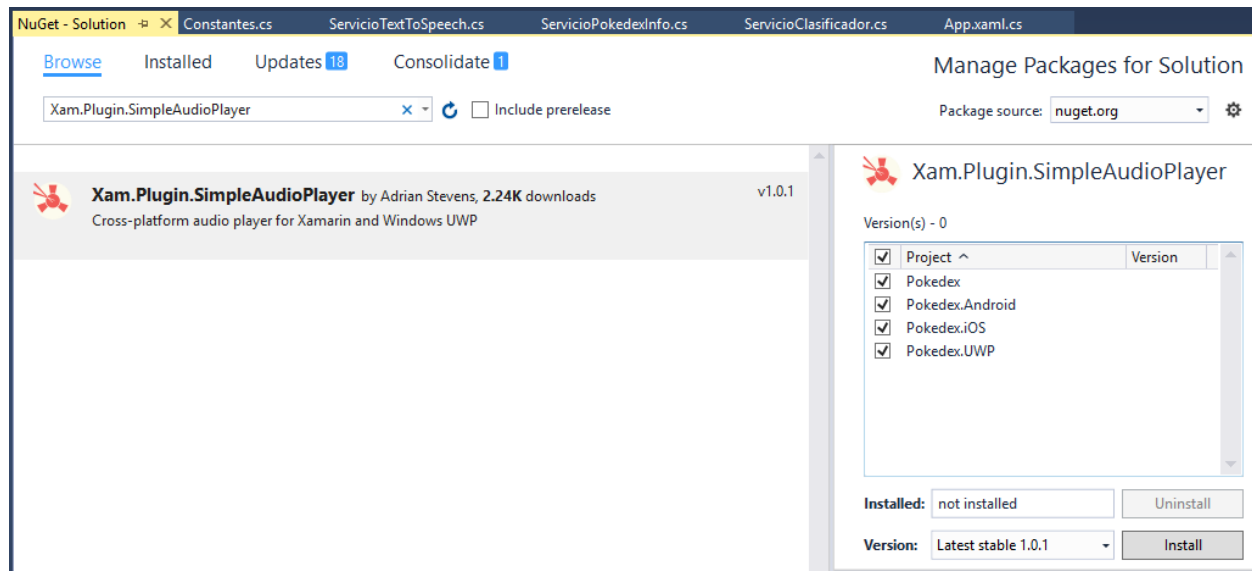 NuGet - Solution Constantes.cs ServicioTextToSpeech.cs ServicioPokedexInfo.cs ServicioClasificador.cs App.xaml.cs
Browse Installed Updates 18 Consolidate 1
Manage Packages for Solution
Xam.Plugin.SimpleAudioPlayer
Include prerelease
Package source: nuget.org
Xam.Plugin.SimpleAudioPlayer by Adrian Stevens, 2.24K downloads
v1.0.1
Cross-platform audio player for Xamarin and Windows UWP
Xam.Plugin.SimpleAudioPlayer
Version(s) - 0
Project Version
Pokedex
Pokedex.Android
Pokedex.iOS
Pokedex.UWP
Installed: not installed Uninstall
Version: Latest stable 1.0.1 Install